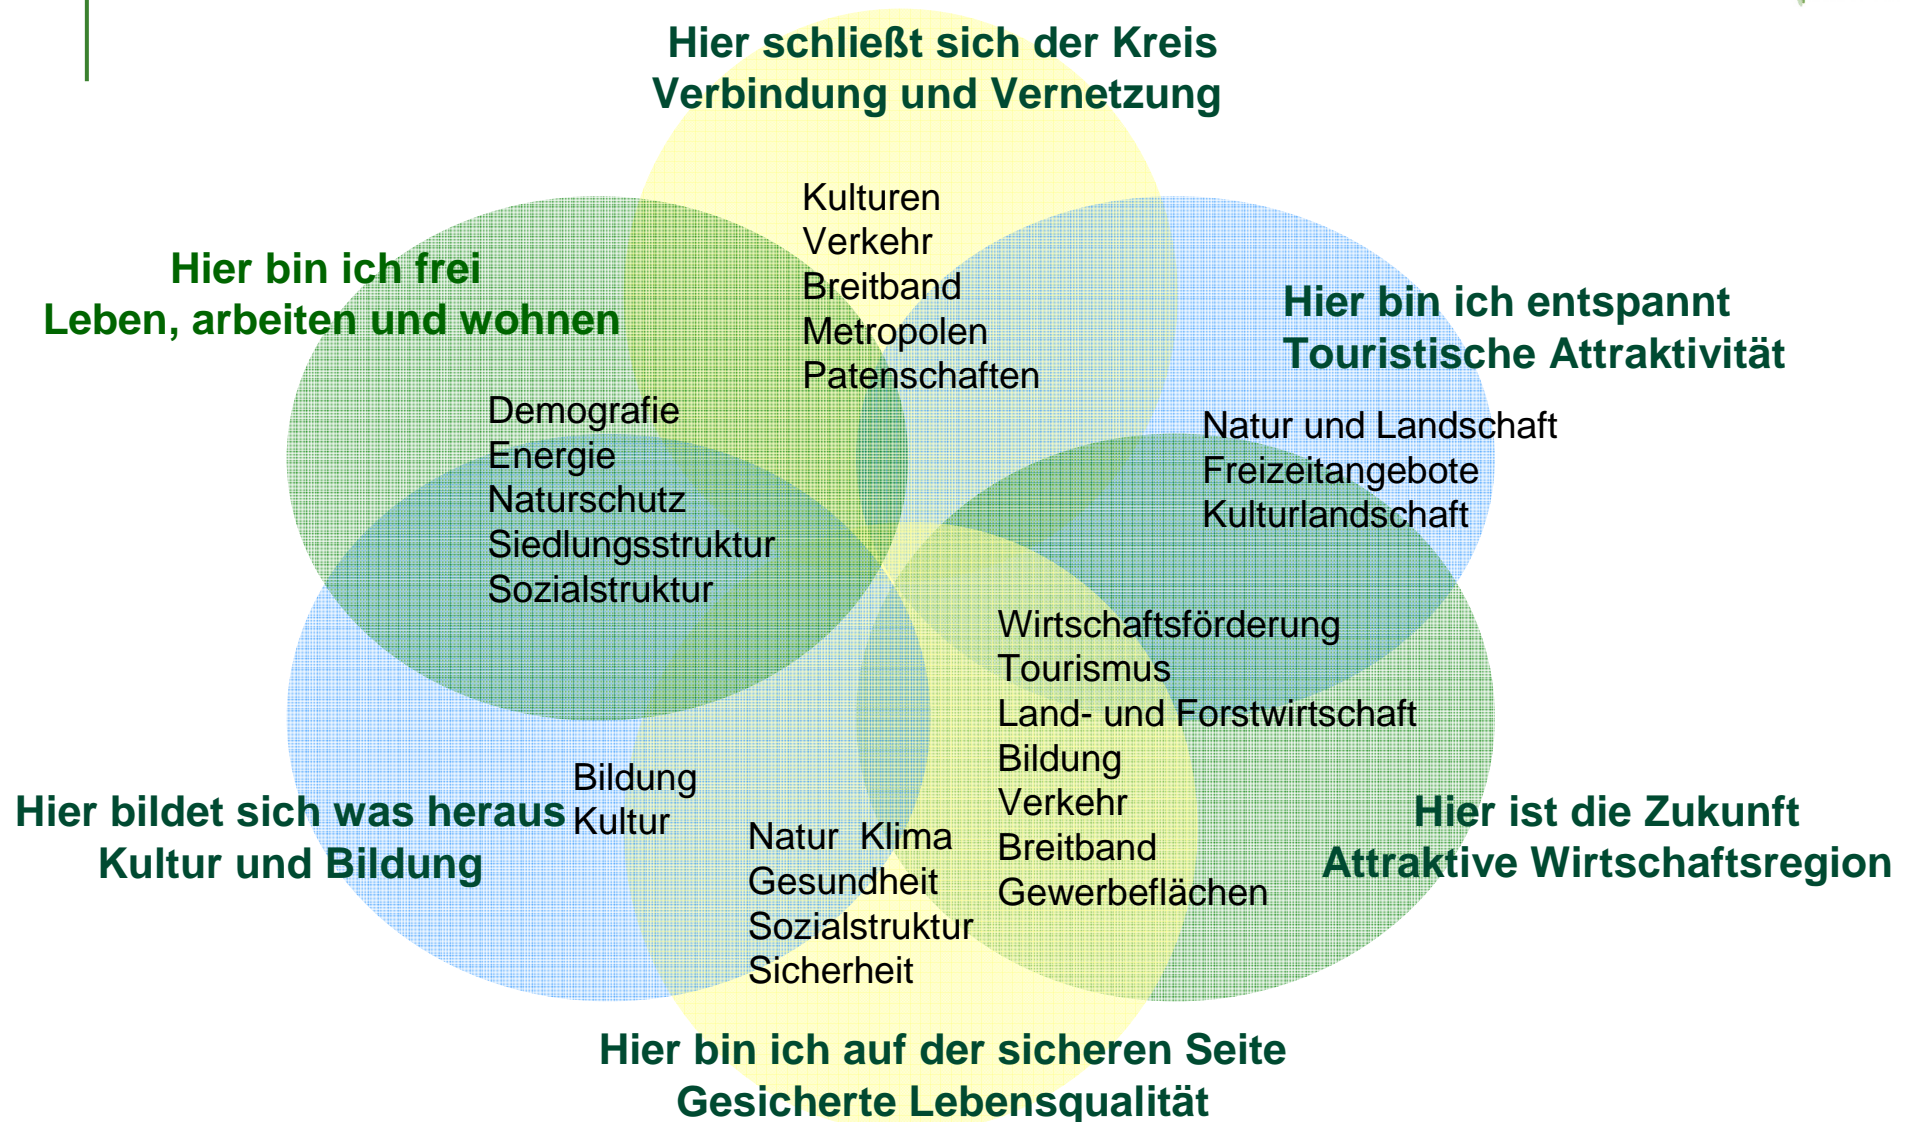 Hier schließt sich der Kreis
Verbindung und Vernetzung
Kulturen
Verkehr
Breitband
Metropolen
Patenschaften
Hier bin ich frei
Leben, arbeiten und wohnen
Demografie
Energie
Naturschutz
Siedlungsstruktur
Sozialstruktur
Hier bin ich entspannt
Touristische Attraktivität
Natur und Landschaft
Freizeitangebote
Kulturlandschaft
Wirtschaftsförderung
Tourismus
Land- und Forstwirtschaft
Bildung
Verkehr
Breitband
Gewerbeflächen
Hier ist die Zukunft
Attraktive Wirtschaftsregion
Hier bildet sich was heraus
Kultur und Bildung
Bildung
Kultur
Natur Klima
Gesundheit
Sozialstruktur
Sicherheit
Hier bin ich auf der sicheren Seite
Gesicherte Lebensqualität